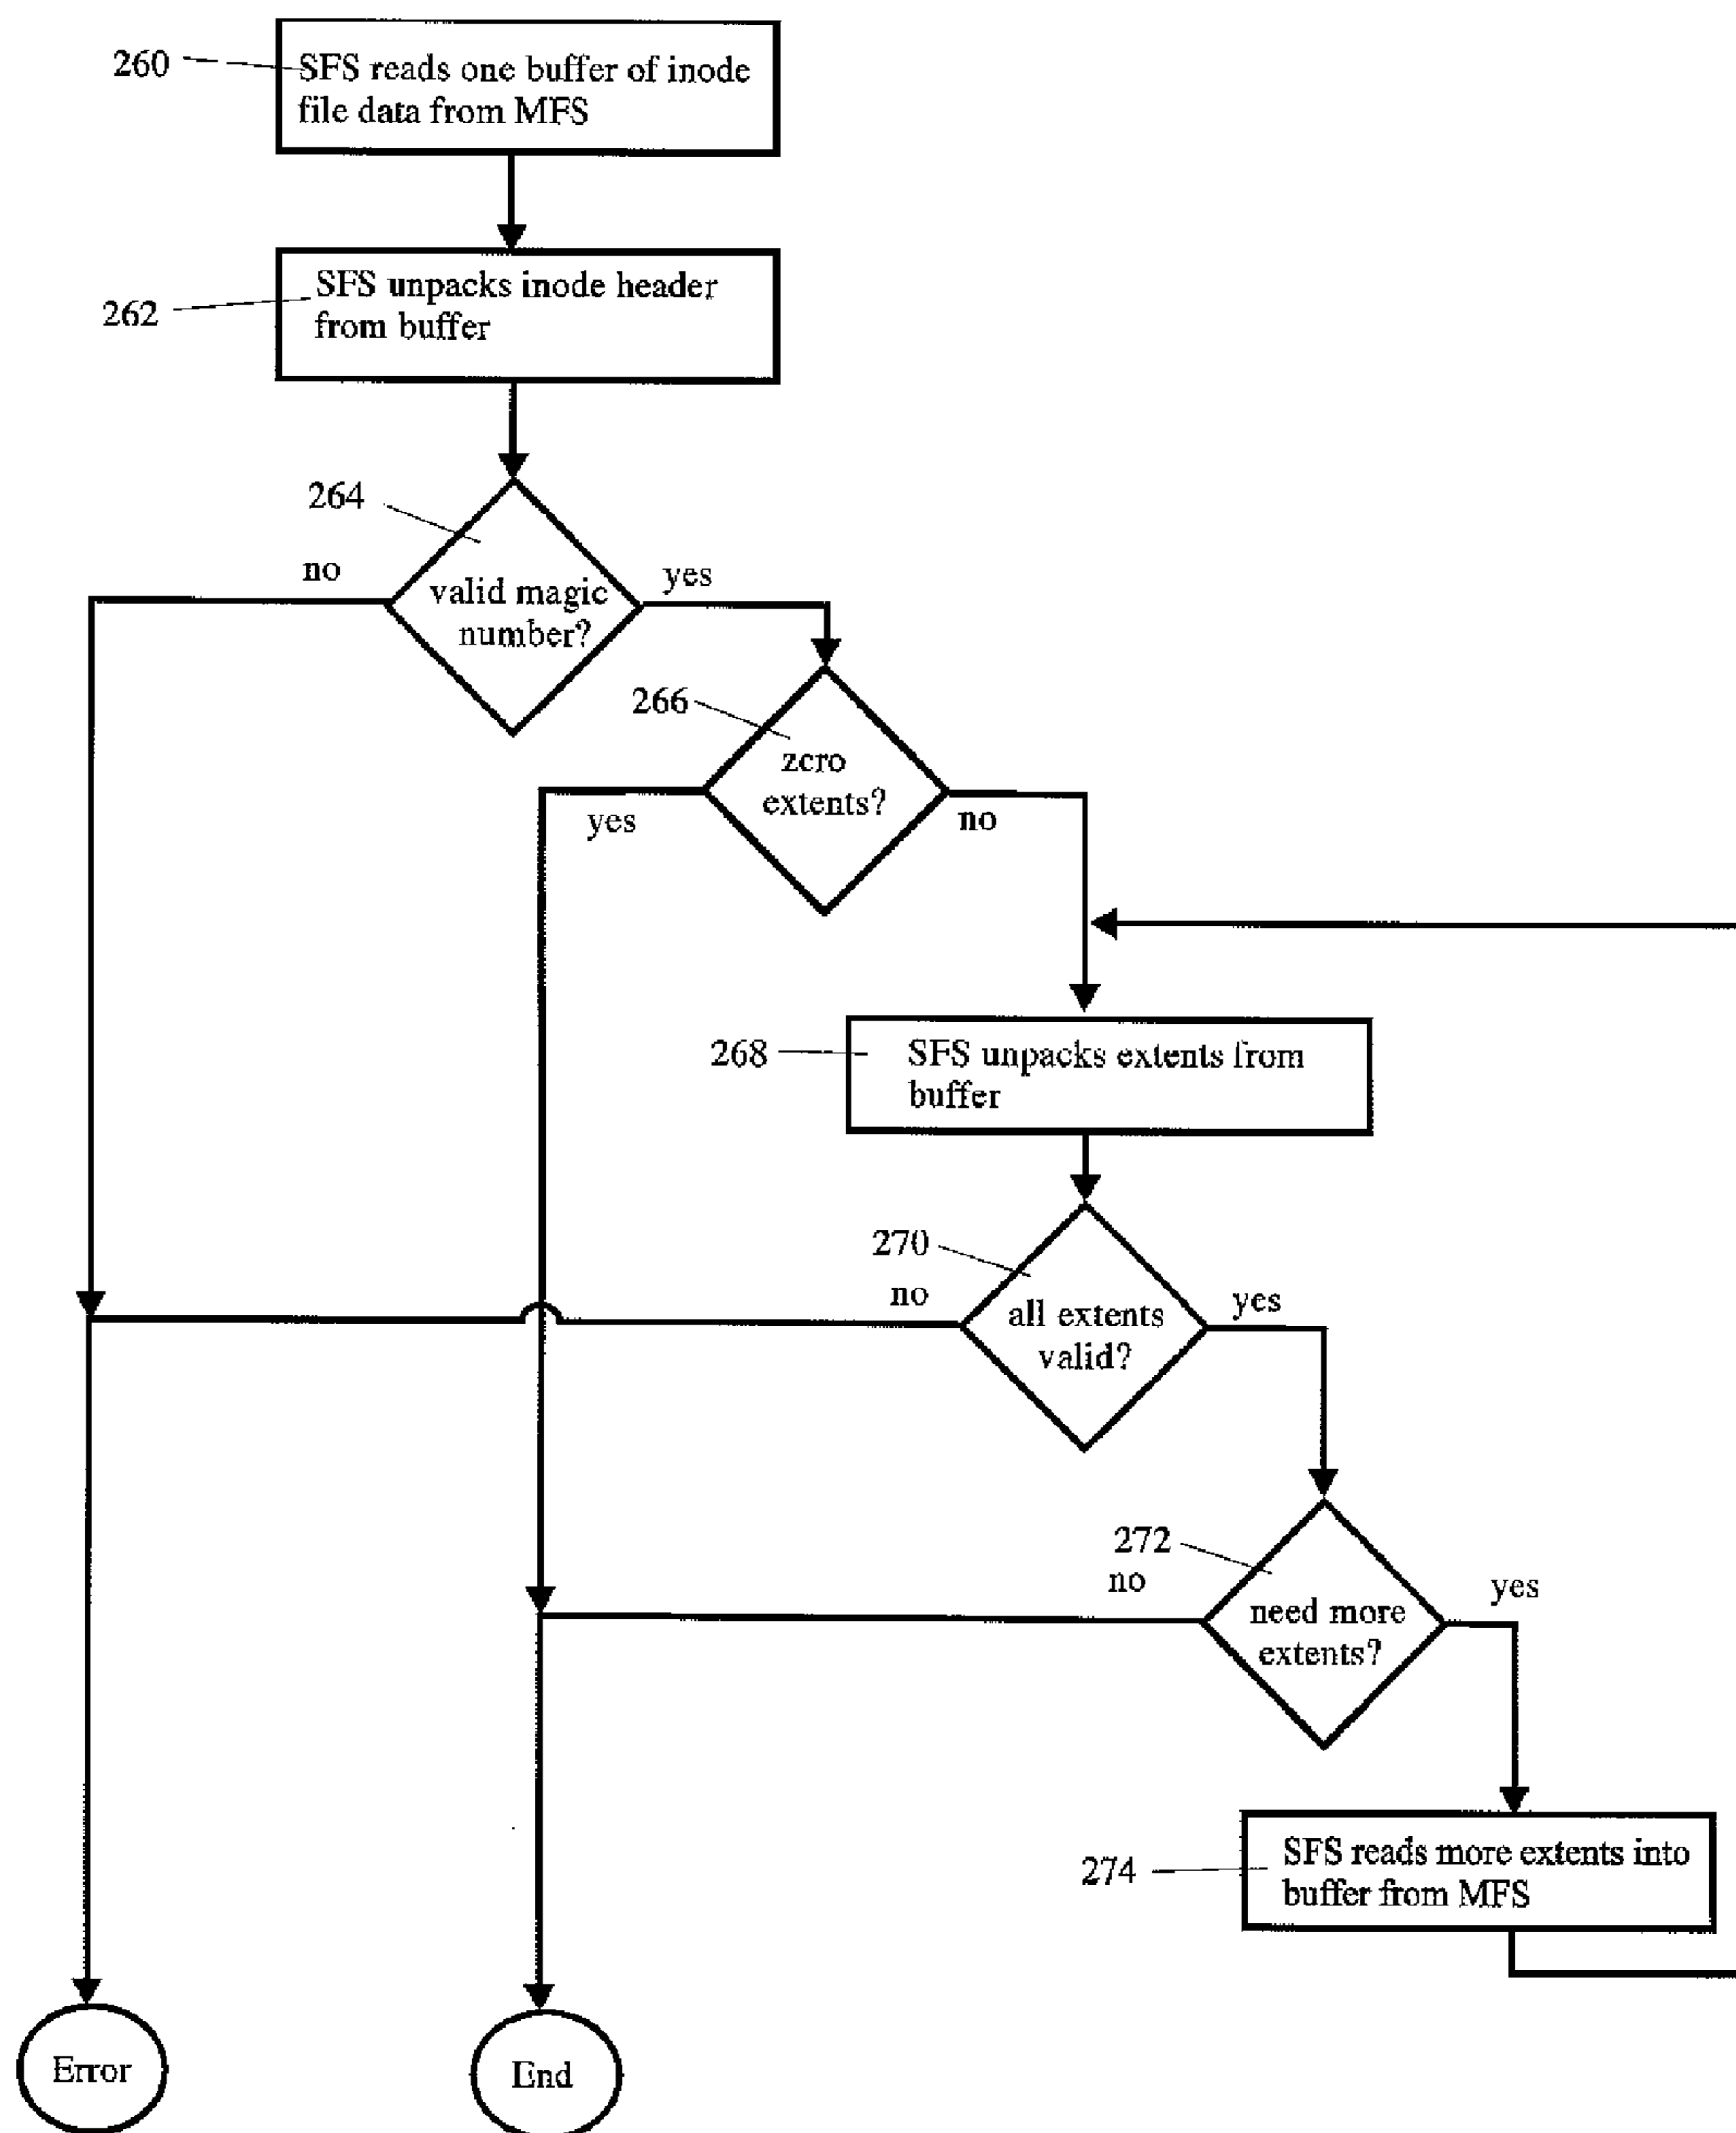 260
SFS reads one buffer of inode
file data from MFS
262
SFS unpacks inode header
from buffer
264
no
yes
valid magic
number?
266
zero
extents?
yes
no
268
SFS unpacks extents from
buffer
270
no
yes
all extents
valid?
272
no
yes
need more
extents?
274
SFS reads more extents into
buffer from MFS
Error
End